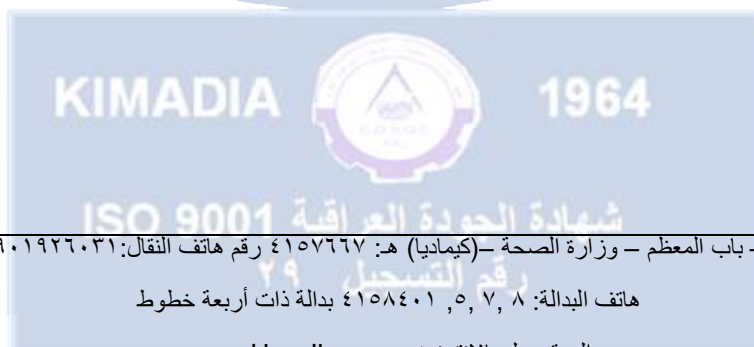 KIMADIA 1964
شهادة الجودة العراقية ISO 9001
- باب المعظم – وزارة الصحة –(كيماديا) هـ: ٤١٥٧٦٦٧ رقم هاتف النقال:
رقم التسجيل ٢٩
هاتف البدالة: ٨ ,٧ ,٥, ٤١٥٨٤٠١ بدالة ذات أربعة خطوط